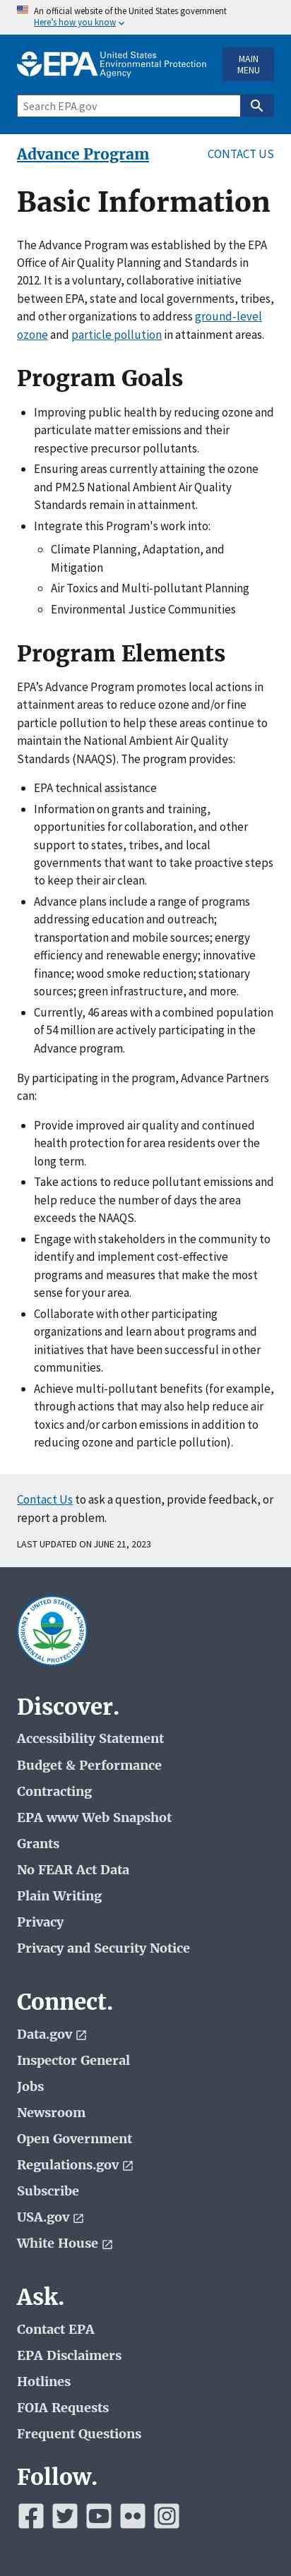 An official website of the United States government
Here's how you know
EPA United States
Environmental Protection
Agency
MAIN
MENU
Search EPA.gov
Advance Program
CONTACT US
Basic Information
The Advance Program was established by the EPA
Office of Air Quality Planning and Standards in
2012. It is a voluntary, collaborative initiative
between EPA, state and local governments, tribes,
and other organizations to address ground-level
ozone and particle pollution in attainment areas.
Program Goals
• Improving public health by reducing ozone and
particulate matter emissions and their
respective precursor pollutants.
• Ensuring areas currently attaining the ozone
and PM2.5 National Ambient Air Quality
Standards remain in attainment.
• Integrate this Program's work into:
◦ Climate Planning, Adaptation, and
Mitigation
◦ Air Toxics and Multi-pollutant Planning
◦ Environmental Justice Communities
Program Elements
EPA's Advance Program promotes local actions in
attainment areas to reduce ozone and/or fine
particle pollution to help these areas continue to
maintain the National Ambient Air Quality
Standards (NAAQS). The program provides:
• EPA technical assistance
• Information on grants and training,
opportunities for collaboration, and other
support to states, tribes, and local
governments that want to take proactive steps
to keep their air clean.
• Advance plans include a range of programs
addressing education and outreach;
transportation and mobile sources; energy
efficiency and renewable energy; innovative
finance; wood smoke reduction; stationary
sources; green infrastructure, and more.
• Currently, 46 areas with a combined population
of 54 million are actively participating in the
Advance program.
By participating in the program, Advance Partners
can:
• Provide improved air quality and continued
health protection for area residents over the
long term.
• Take actions to reduce pollutant emissions and
help reduce the number of days the area
exceeds the NAAQS.
• Engage with stakeholders in the community to
identify and implement cost-effective
programs and measures that make the most
sense for your area.
• Collaborate with other participating
organizations and learn about programs and
initiatives that have been successful in other
communities.
• Achieve multi-pollutant benefits (for example,
through actions that may also help reduce air
toxics and/or carbon emissions in addition to
reducing ozone and particle pollution).
Contact Us to ask a question, provide feedback, or
report a problem.
LAST UPDATED ON JUNE 21, 2023
UNITED STATES
ENVIRONMENTAL PROTECTION AGENCY
Discover.
Accessibility Statement
Budget & Performance
Contracting
EPA www Web Snapshot
Grants
No FEAR Act Data
Plain Writing
Privacy
Privacy and Security Notice
Connect.
Data.gov
Inspector General
Jobs
Newsroom
Open Government
Regulations.gov
Subscribe
USA.gov
White House
Ask.
Contact EPA
EPA Disclaimers
Hotlines
FOIA Requests
Frequent Questions
Follow.